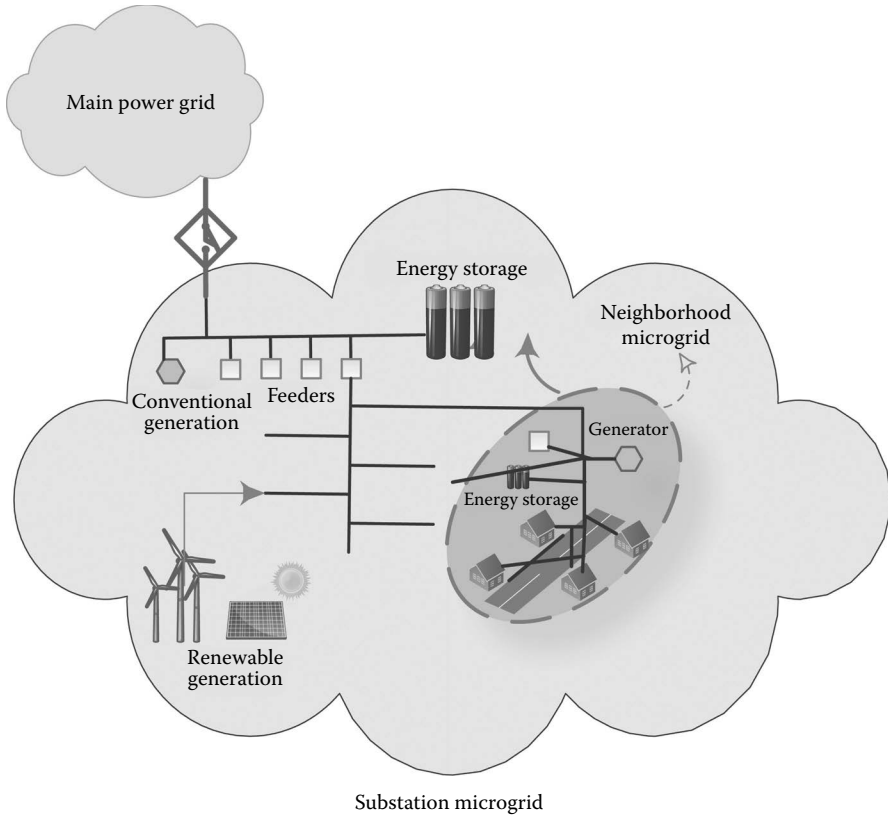 Main power grid
Energy storage
Neighborhood
microgrid
Conventional
generation
Feeders
Generator
Energy storage
Renewable
generation
Substation microgrid